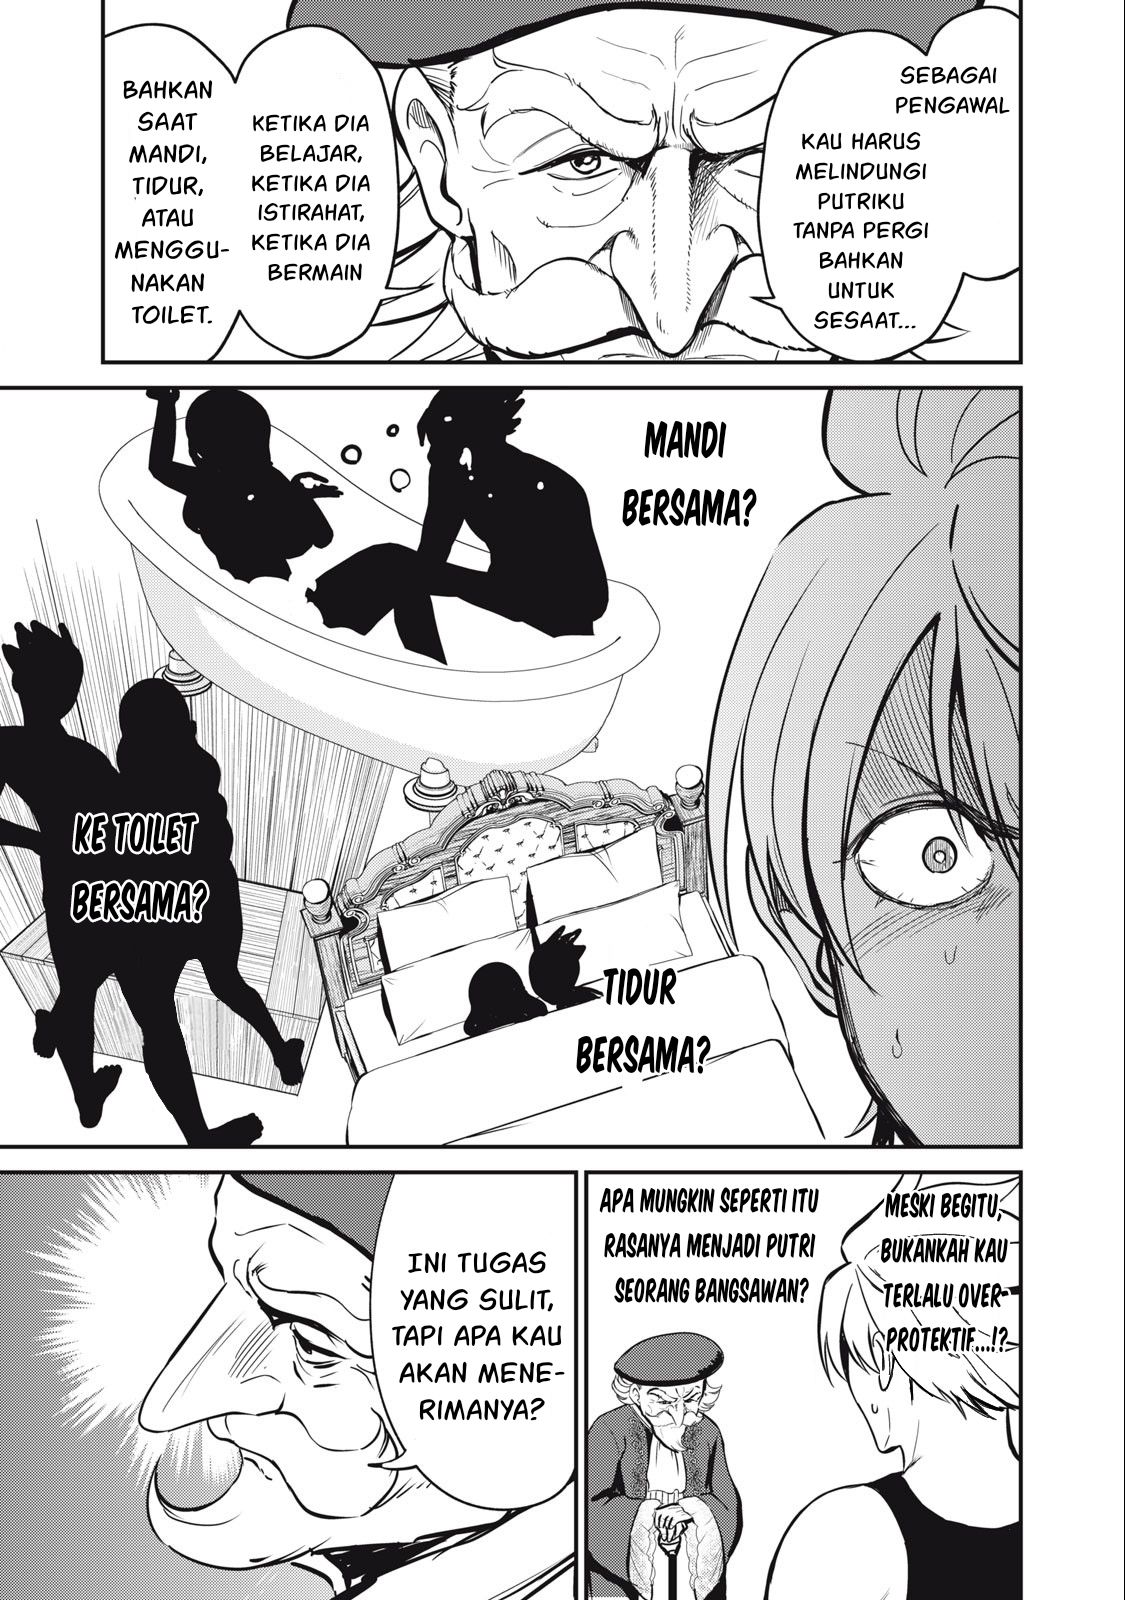 SEBAGAI
PENGAWAL
KAU HARUS
MELINDUNGI
PUTRIKU
TANPA PERGI
BAHKAN
UNTUK
SESAAT...
KETIKA DIA
BELAJAR,
KETIKA DIA
ISTIRAHAT,
KETIKA DIA
BERMAIN
BAHKAN
SAAT
MANDI,
TIDUR,
ATAU
MENGGU-
NAKAN
TOILET.
MANDI
BERSAMA?
TIDUR
BERSAMA?
KE TOILET
BERSAMA?
MESKI BEGITU,
BUKANKAH KAU
TERLALU OVER-
PROTEKTIF...!?
APA MUNGKIN SEPERTI ITU
RASANYA MENJADI PUTRI
SEORANG BANGSAWAN?
INI TUGAS
YANG SULIT,
TAPI APA KAU
AKAN MENE-
RIMANYA?